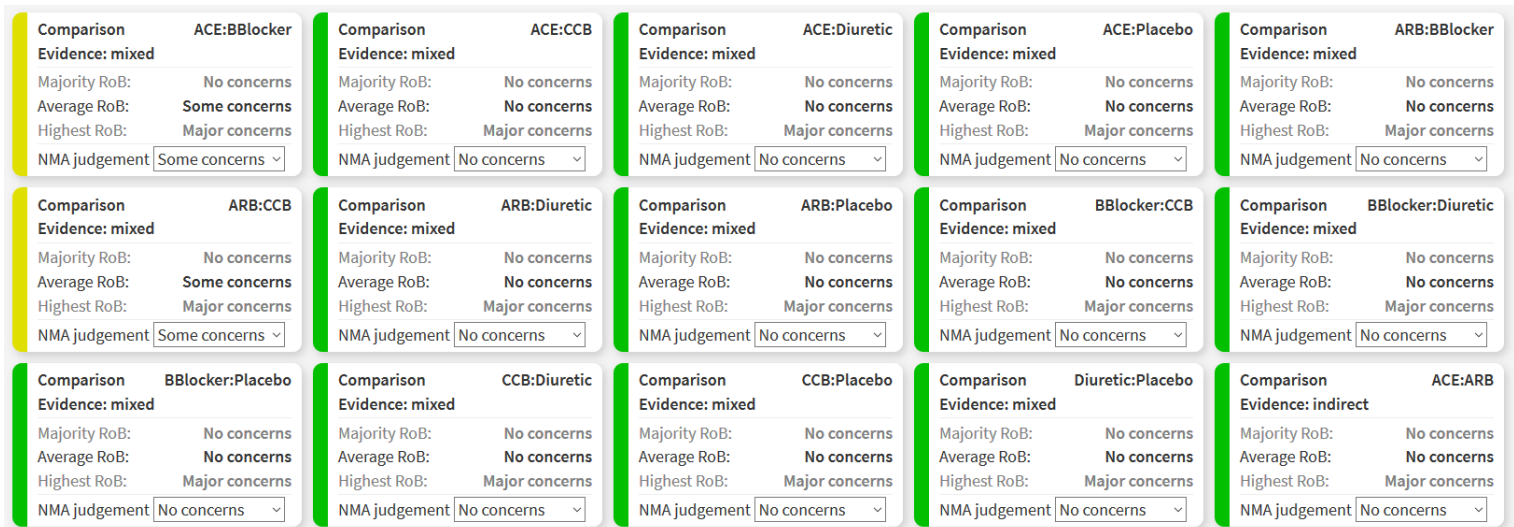 Comparison ACE:BBlocker
Evidence: mixed
Majority RoB: No concerns
Average RoB: Some concerns
Highest RoB: Major concerns
NMA judgement Some concerns
Comparison ACE:CCB
Evidence: mixed
Majority RoB: No concerns
Average RoB: No concerns
Highest RoB: Major concerns
NMA judgement No concerns
Comparison ACE:Diuretic
Evidence: mixed
Majority RoB: No concerns
Average RoB: No concerns
Highest RoB: Major concerns
NMA judgement No concerns
Comparison ACE:Placebo
Evidence: mixed
Majority RoB: No concerns
Average RoB: No concerns
Highest RoB: Major concerns
NMA judgement No concerns
Comparison ARB:BBlocker
Evidence: mixed
Majority RoB: No concerns
Average RoB: No concerns
Highest RoB: Major concerns
NMA judgement No concerns
Comparison ARB:CCB
Evidence: mixed
Majority RoB: No concerns
Average RoB: Some concerns
Highest RoB: Major concerns
NMA judgement Some concerns
Comparison ARB:Diuretic
Evidence: mixed
Majority RoB: No concerns
Average RoB: No concerns
Highest RoB: Major concerns
NMA judgement No concerns
Comparison ARB:Placebo
Evidence: mixed
Majority RoB: No concerns
Average RoB: No concerns
Highest RoB: Major concerns
NMA judgement No concerns
Comparison BBlocker:CCB
Evidence: mixed
Majority RoB: No concerns
Average RoB: No concerns
Highest RoB: Major concerns
NMA judgement No concerns
Comparison BBlocker:Diuretic
Evidence: mixed
Majority RoB: No concerns
Average RoB: No concerns
Highest RoB: Major concerns
NMA judgement No concerns
Comparison BBlocker:Placebo
Evidence: mixed
Majority RoB: No concerns
Average RoB: No concerns
Highest RoB: Major concerns
NMA judgement No concerns
Comparison CCB:Diuretic
Evidence: mixed
Majority RoB: No concerns
Average RoB: No concerns
Highest RoB: Major concerns
NMA judgement No concerns
Comparison CCB:Placebo
Evidence: mixed
Majority RoB: No concerns
Average RoB: No concerns
Highest RoB: Major concerns
NMA judgement No concerns
Comparison Diuretic:Placebo
Evidence: mixed
Majority RoB: No concerns
Average RoB: No concerns
Highest RoB: Major concerns
NMA judgement No concerns
Comparison ACE:ARB
Evidence: indirect
Majority RoB: No concerns
Average RoB: No concerns
Highest RoB: Major concerns
NMA judgement No concerns